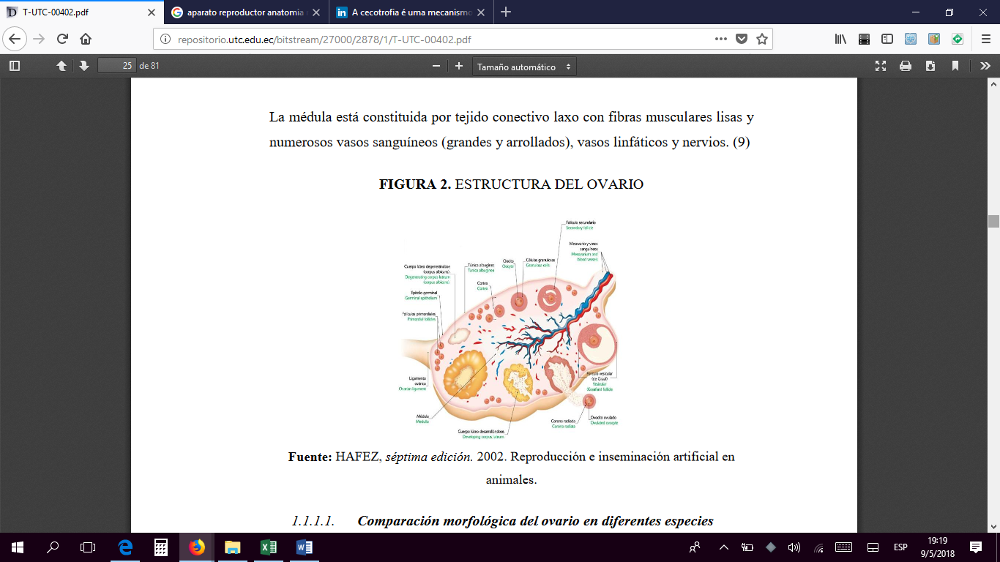 T-UTC-00402.pdf
aparato reproductor anatomia
A cecotrofia é uma mecanismo
repositorio.utc.edu.ec/bitstream/27000/2878/1/T-UTC-00402.pdf
25 de 81
Tamaño automático
La médula está constituida por tejido conectivo laxo con fibras musculares lisas y
numerosos vasos sanguíneos (grandes y arrollados), vasos linfáticos y nervios. (9)
FIGURA 2. ESTRUCTURA DEL OVARIO
Folículo secundario
Secondary follicle
Mesovario y vasos
sanguíneos
Mesovarium and
blood vessels
Oocito
Oocyte
Células granulosas
Granulose cells
Túnica albugínea
Tunica albuginea
Cuerpo lúteo degenerándose
(corpus albicans)
Degenerating corpus luteum
(corpus albicans)
Cortex
Cortex
Epitelio germinal
Germinal epithelium
Folículos primordiales
Primordial follicles
Ligamento
ovárico
Ovarian ligament
Folículo vesicular
(de Graaf)
Vesicular
(Graafian) follicle
Médula
Medulla
Corona radiata
Corona radiata
Ovocito ovulado
Ovulated ovocyte
Cuerpo lúteo desarrollándose.
Developing corpus luteum.
Fuente: HAFEZ, séptima edición. 2002. Reproducción e inseminación artificial en
animales.
1.1.1.1. Comparación morfológica del ovario en diferentes especies
ESP
19:19
9/5/2018